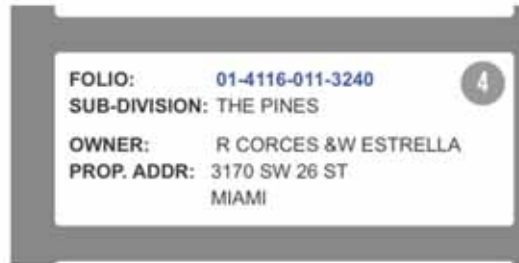 FOLIO: 01-4116-011-3240
4
SUB-DIVISION: THE PINES
OWNER: R CORCES &W ESTRELLA
PROP. ADDR: 3170 SW 26 ST
MIAMI